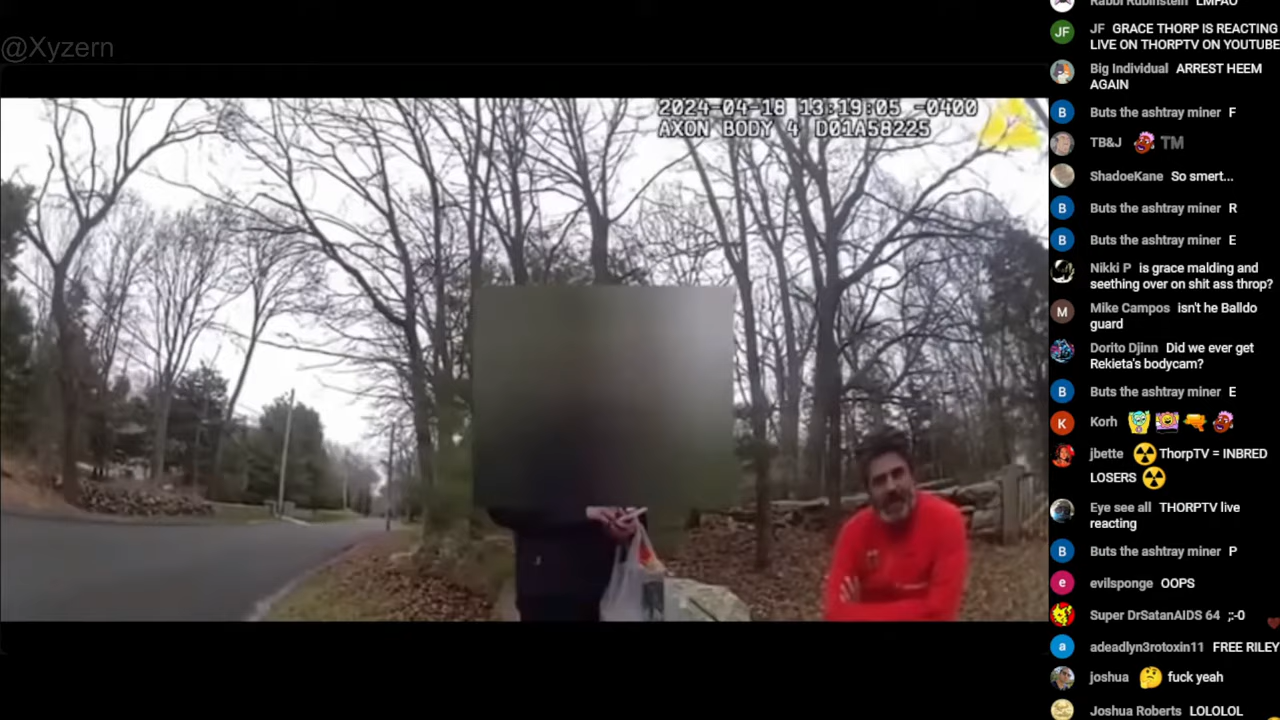 @Xyzern
2024-04-18 13:19:05 -0400
AXON BODY 4 D01A58225
Rabbi Rubinstein LMFAO
JF GRACE THORP IS REACTING
LIVE ON THORPTV ON YOUTUBE
JF
Big Individual ARREST HEEM
AGAIN
B Buts the ashtray miner F
TB&J TM
ShadoeKane So smert...
B Buts the ashtray miner R
B Buts the ashtray miner E
Nikki P is grace malding and
seething over on shit ass throp?
M Mike Campos isn't he Balldo
guard
Dorito Djinn Did we ever get
Rekieta's bodycam?
B Buts the ashtray miner E
K Korh
jbette ThorpTV = INBRED
LOSERS
Eye see all THORPTV live
reacting
B Buts the ashtray miner P
e evilsponge OOPS
Super DrSatanAIDS 64 ;:-0
a adeadlyn3rotoxin11 FREE RILEY
joshua fuck yeah
Joshua Roberts LOLOLOL